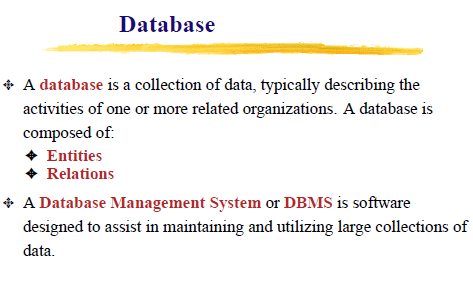 Database
A database is a collection of data, typically describing the
activities of one or more related organizations. A database is
composed of:
Entities
Relations
A Database Management System or DBMS is software
designed to assist in maintaining and utilizing large collections of
data.